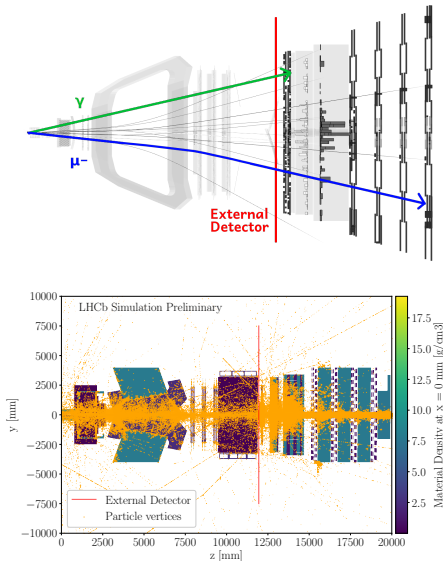 γ
μ−
External
Detector
10000
LHCb Simulation Preliminary
7500
5000
2500
0
−2500
−5000
−7500
−10000
y [mm]
External Detector
Particle vertices
0
2500
5000
7500
10000
12500
15000
17500
20000
z [mm]
17.5
15.0
12.5
10.0
7.5
5.0
2.5
Material Density at x = 0 mm [g/cm3]